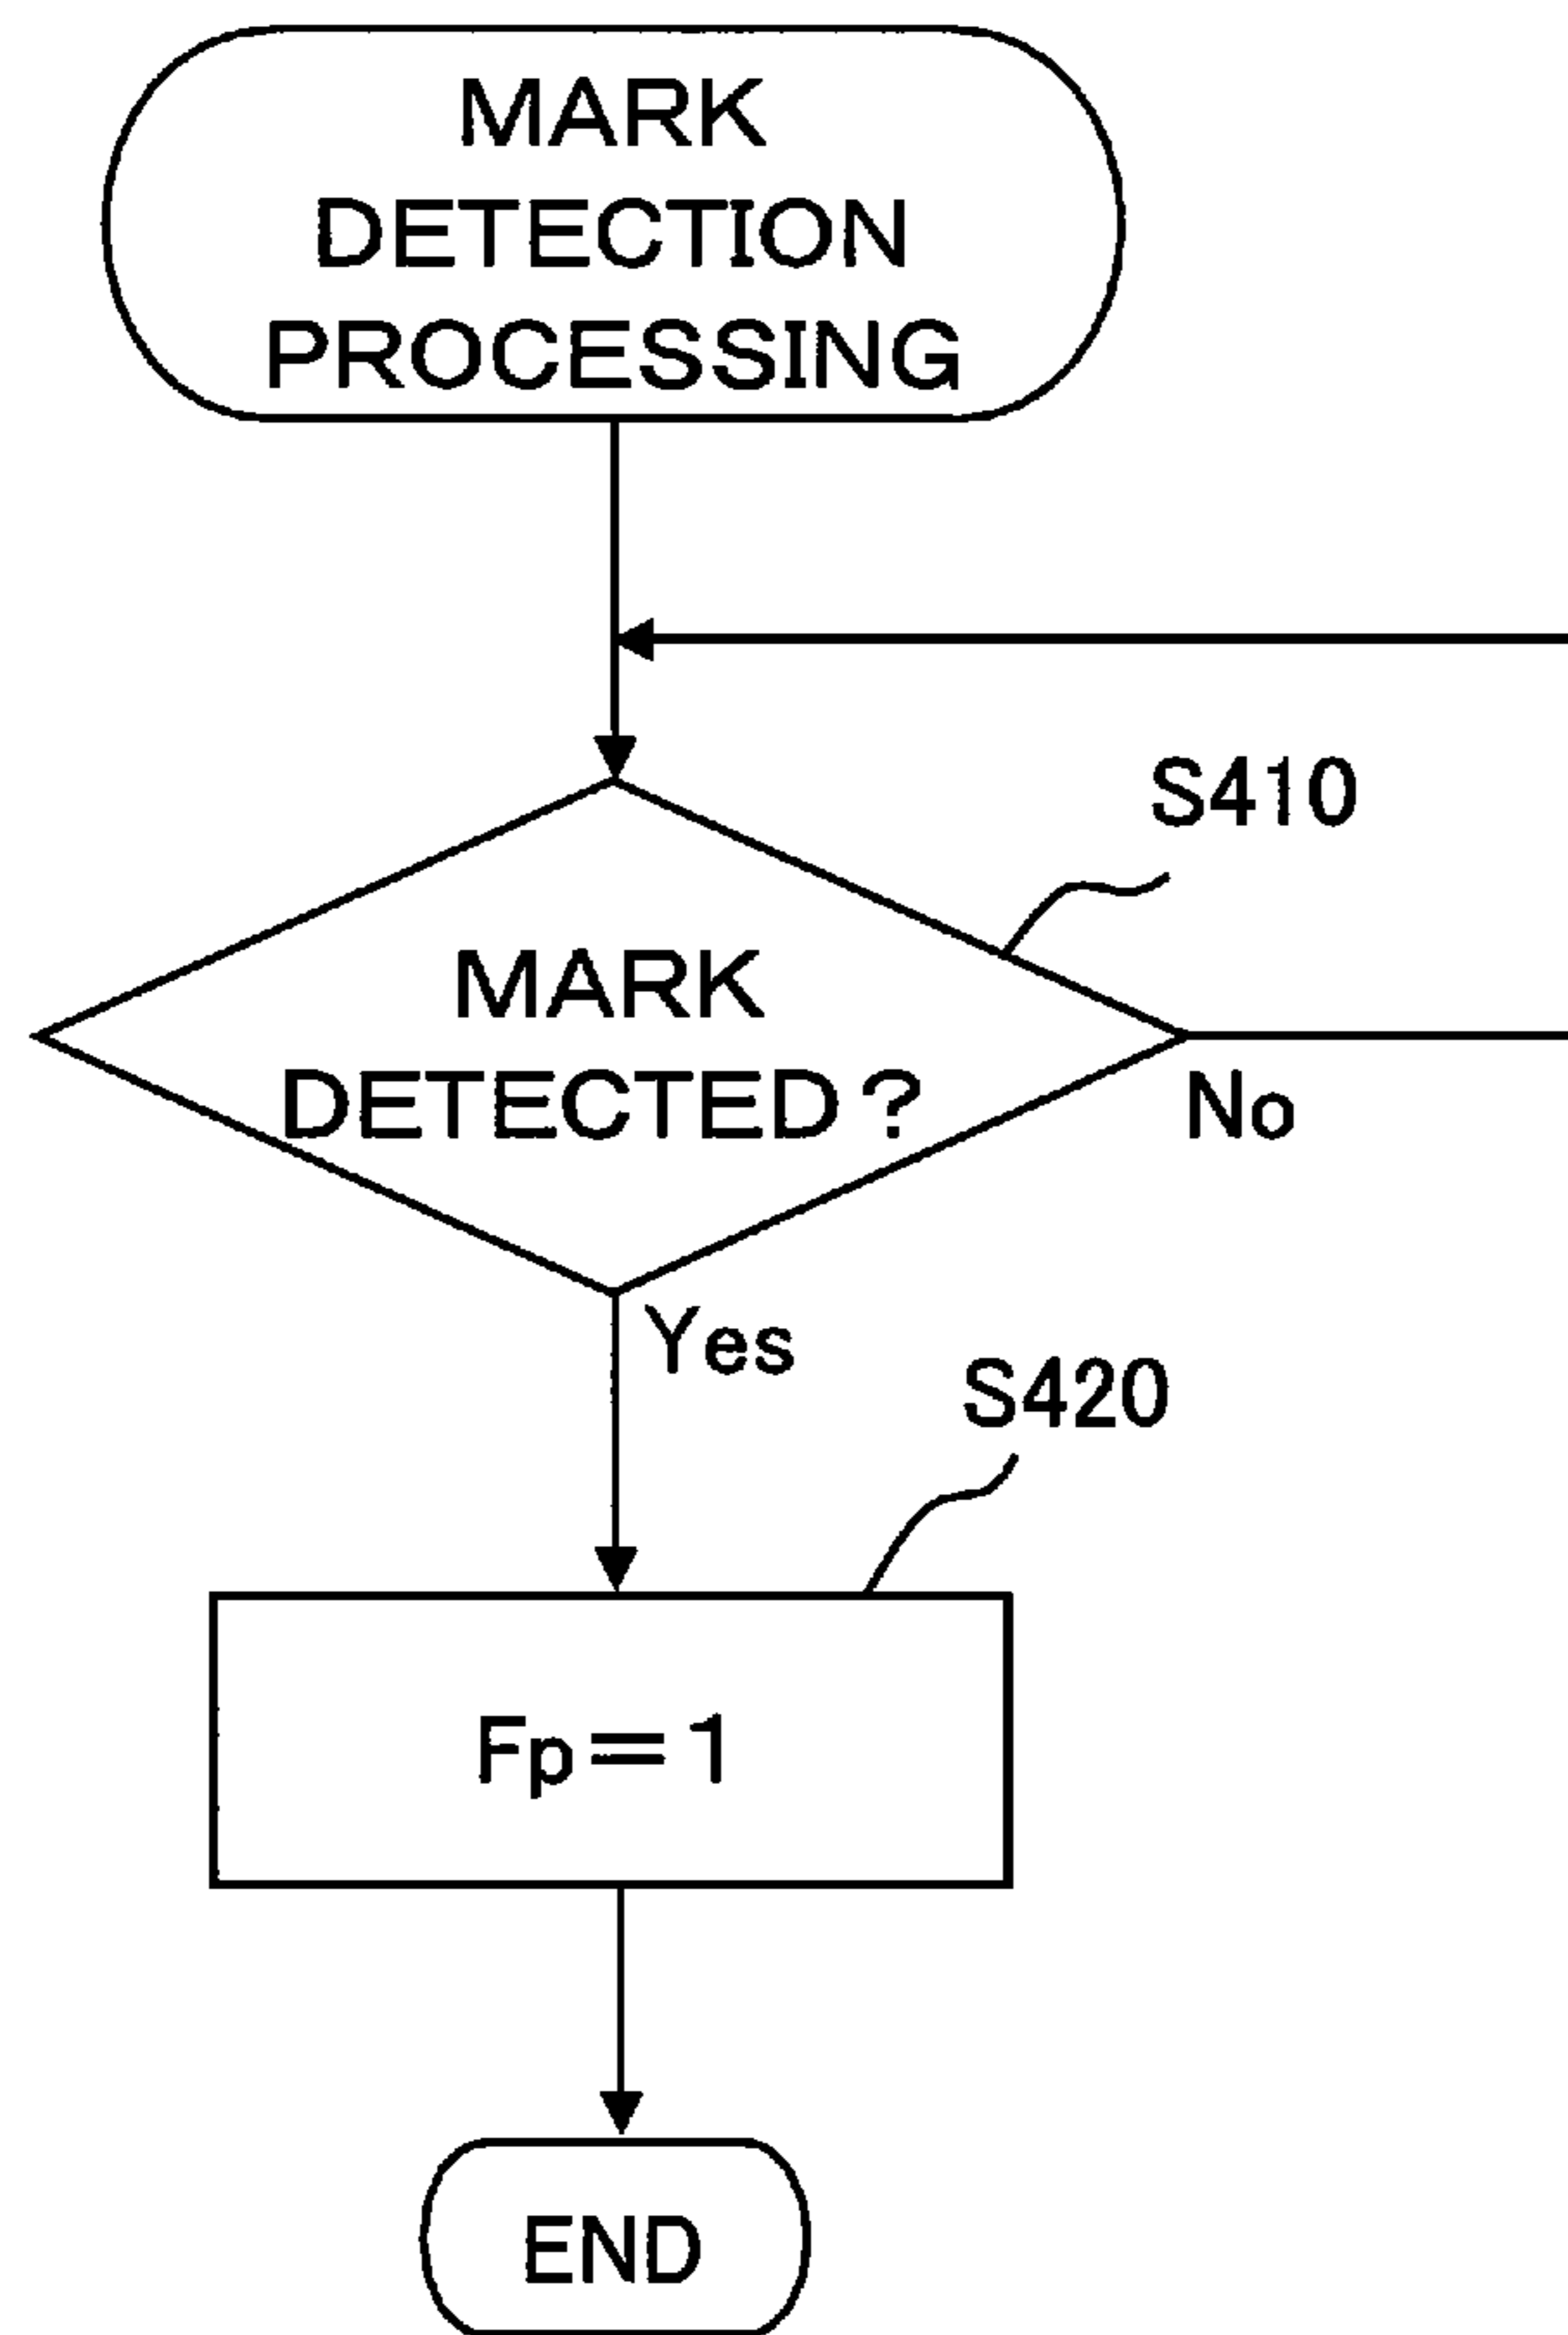 MARK
DETECTION
PROCESSING
S410
MARK
DETECTED?
No
Yes
S420
Fp=1
END